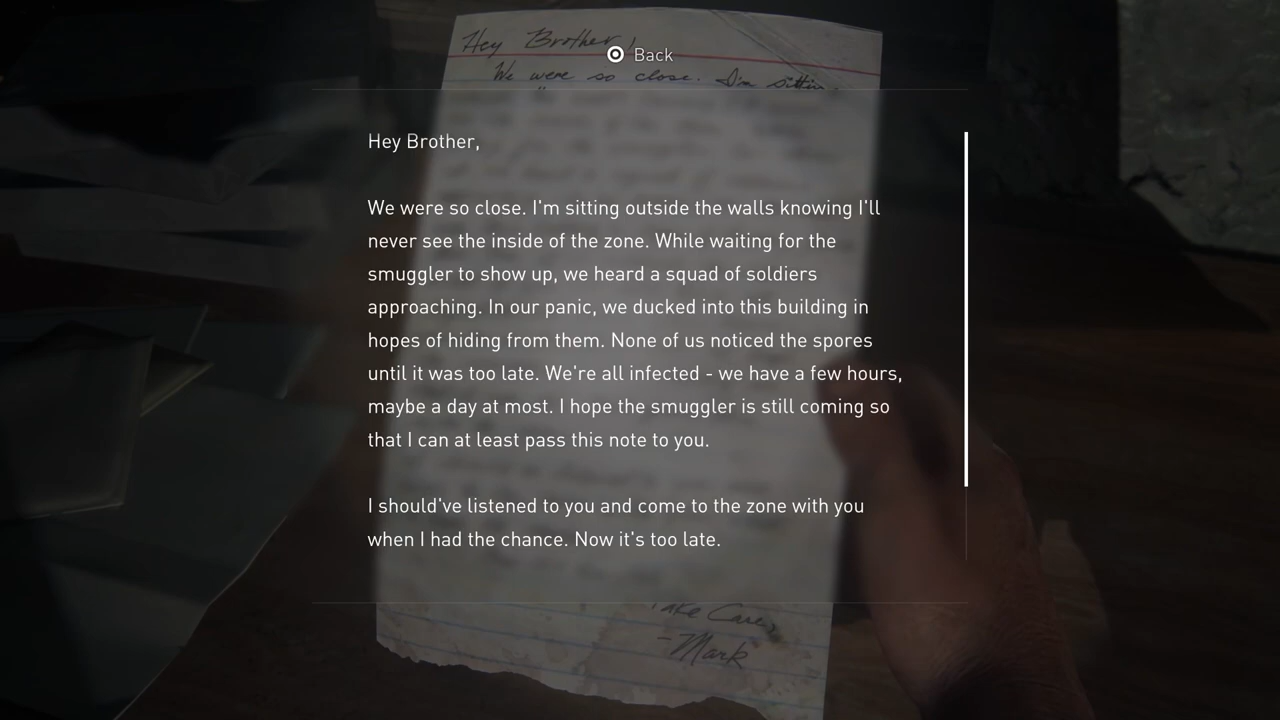 Hey Brother,
Back
We were so close. I'm sittin
Hey Brother,
We were so close. I'm sitting outside the walls knowing I'll
never see the inside of the zone. While waiting for the
smuggler to show up, we heard a squad of soldiers
approaching. In our panic, we ducked into this building in
hopes of hiding from them. None of us noticed the spores
until it was too late. We're all infected - we have a few hours,
maybe a day at most. I hope the smuggler is still coming so
that I can at least pass this note to you.
I should've listened to you and come to the zone with you
when I had the chance. Now it's too late.
Take Care,
-Mark